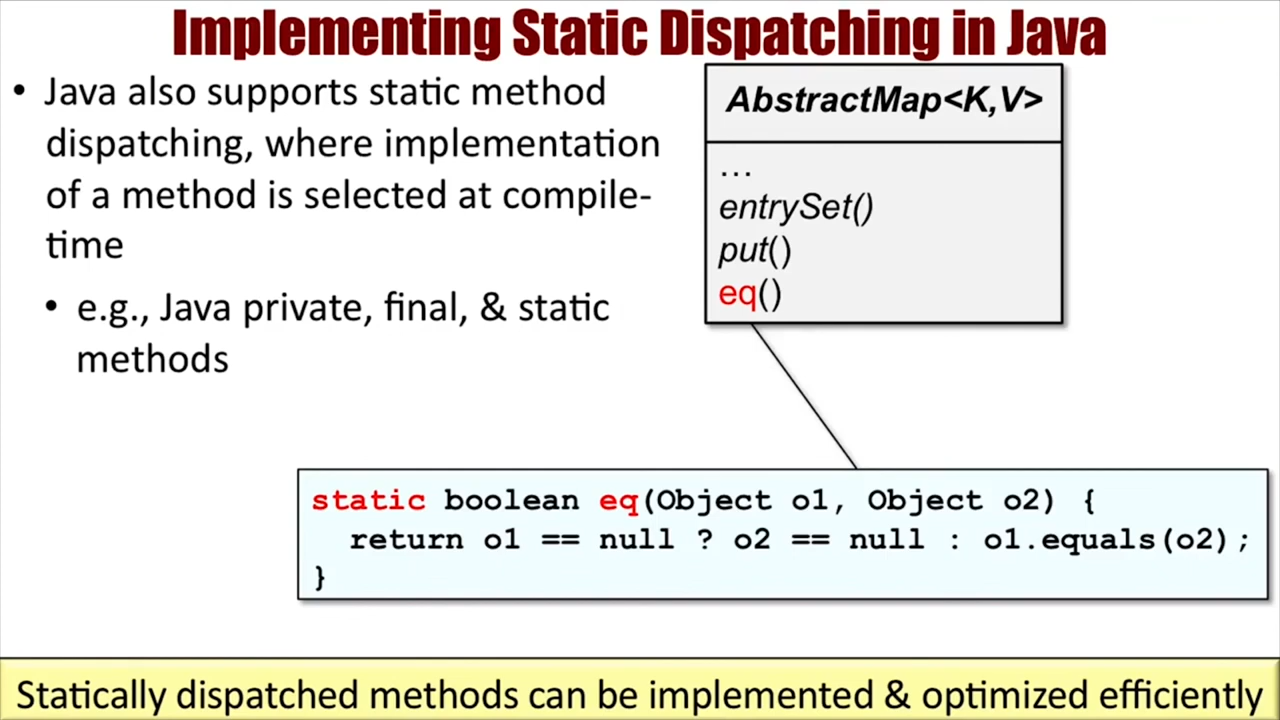 Implementing Static Dispatching in Java
• Java also supports static method
dispatching, where implementation
of a method is selected at compile-
time
• e.g., Java private, final, & static
methods
AbstractMap<K,V>
...
entrySet()
put()
eq()
static boolean eq(Object o1, Object o2) {
return o1 == null ? o2 == null : o1.equals(o2);
}
Statically dispatched methods can be implemented & optimized efficiently